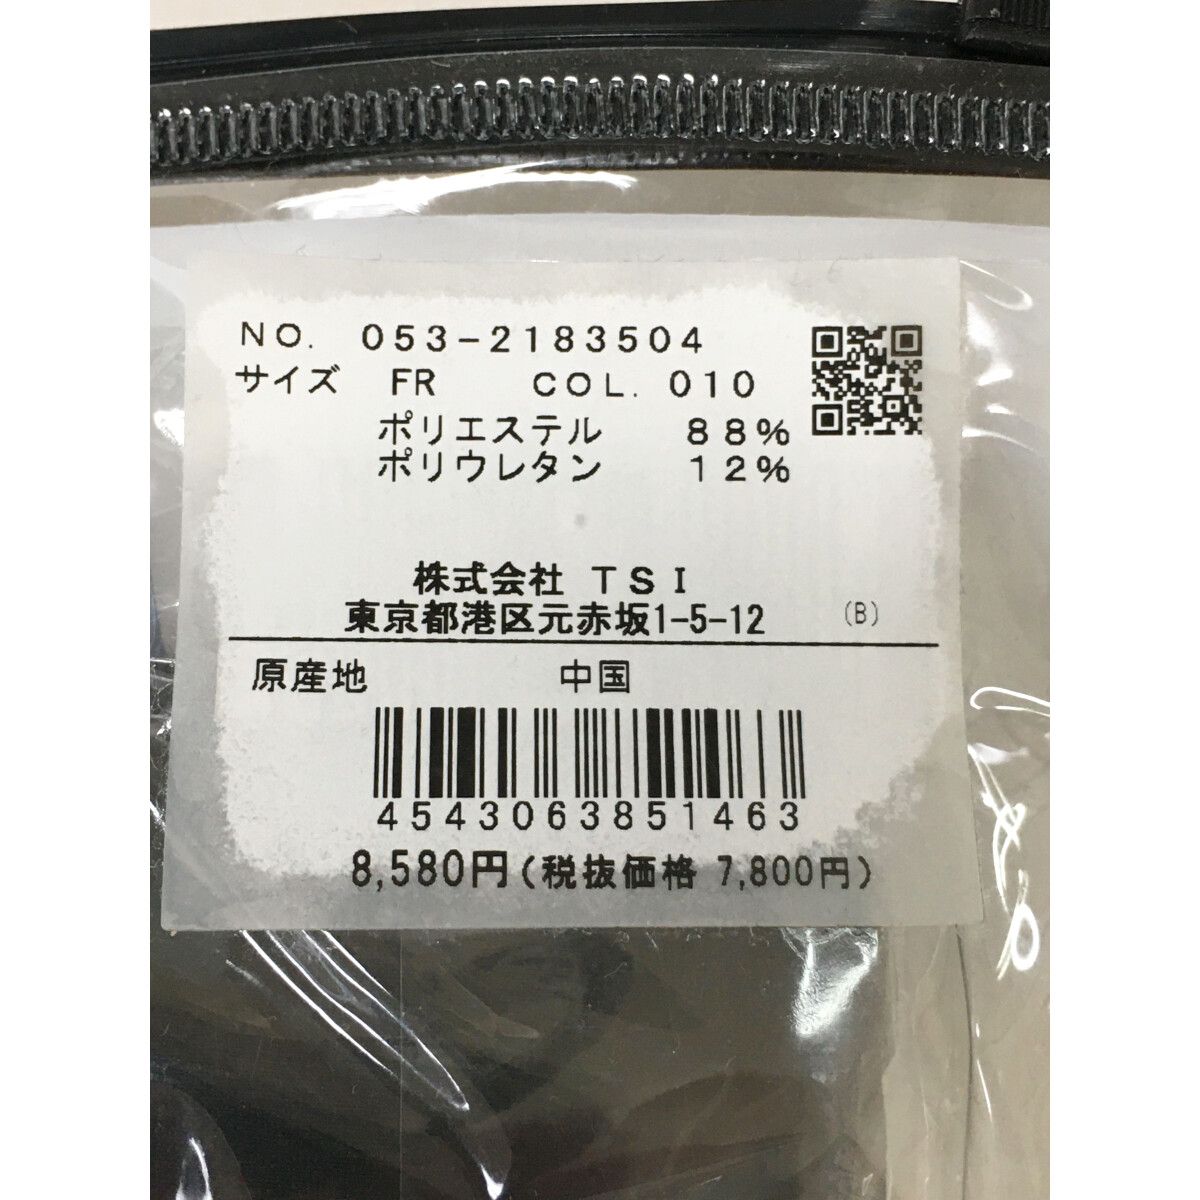 NO. 053-2183504
サイズ FR COL. 010
ポリエステル 88%
ポリウレタン 12%
株式会社 TSI
東京都港区元赤坂1-5-12 (B)
原産地 中国
4543063851463
8,580円(税抜価格 7,800円)